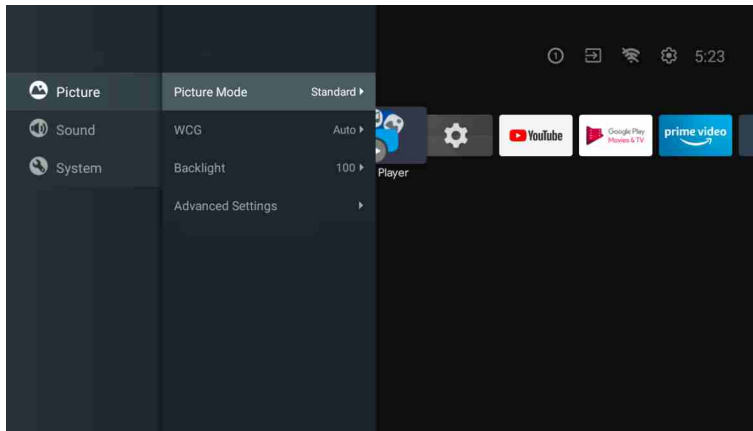 1
5:23
Picture
Picture Mode Standard
Sound
WCG Auto
YouTube
Google Play
Movies & TV
prime video
System
Backlight 100
Player
Advanced Settings